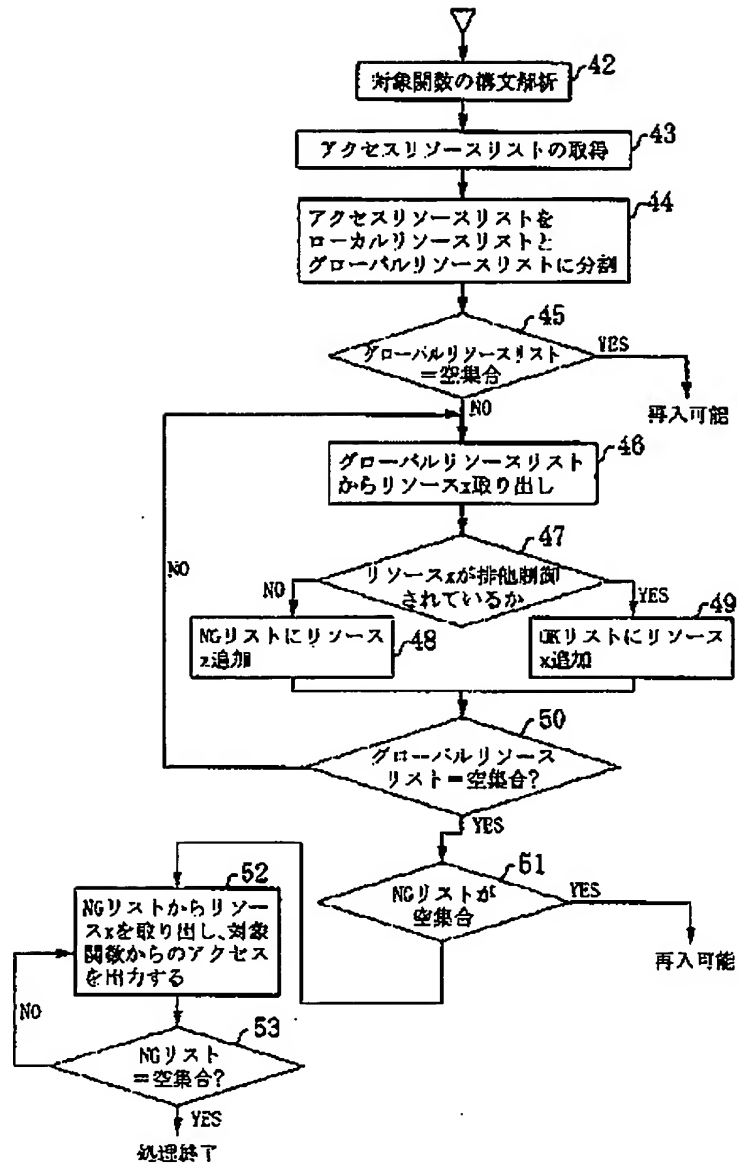 対象関数の構文解析
42
アクセスリソースリストの取得
43
アクセスリソースリストを
ローカルリソースリストと
グローバルリソースリストに分割
44
45
グローバルリソースリスト
=空集合
YES
再入可能
NO
グローバルリソースリスト
からリソースx取り出し
46
47
リソースxが排他制御
されているか
NO
YES
NO
NGリストにリソース
x追加
48
OKリストにリソース
x追加
49
50
グローバルリソース
リスト=空集合?
YES
51
NGリストが
空集合
YES
再入可能
52
NGリストからリソー
スxを取り出し、対象
関数からのアクセス
を出力する
NO
53
NGリスト
=空集合?
YES
処理終了